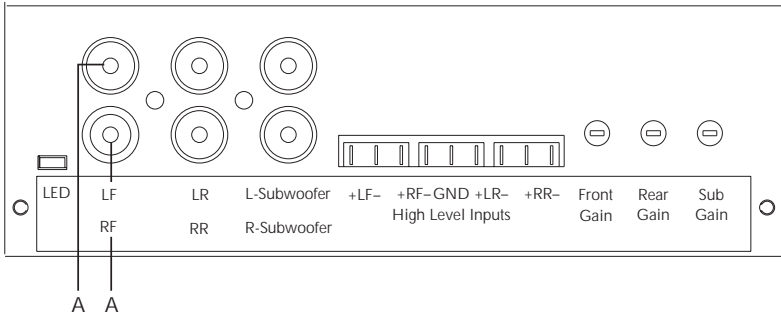 LED LF LR L-Subwoofer +LF– +RF–GND +LR– +RR– Front Rear Sub
High Level Inputs Gain Gain Gain
RF RR R-Subwoofer
A A